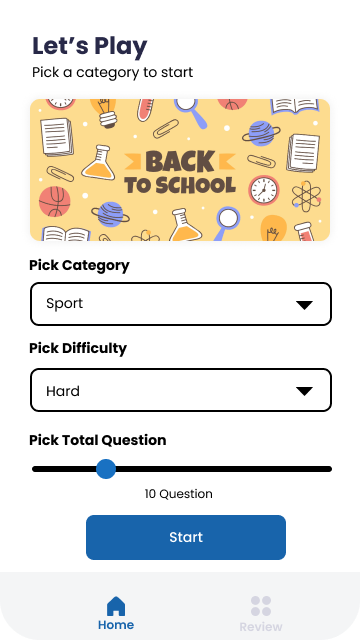 Let's Play
Pick a category to start
BACK
TO SCHOOL
Pick Category
Sport
Pick Difficulty
Hard
Pick Total Question
10 Question
Start
Home
Review